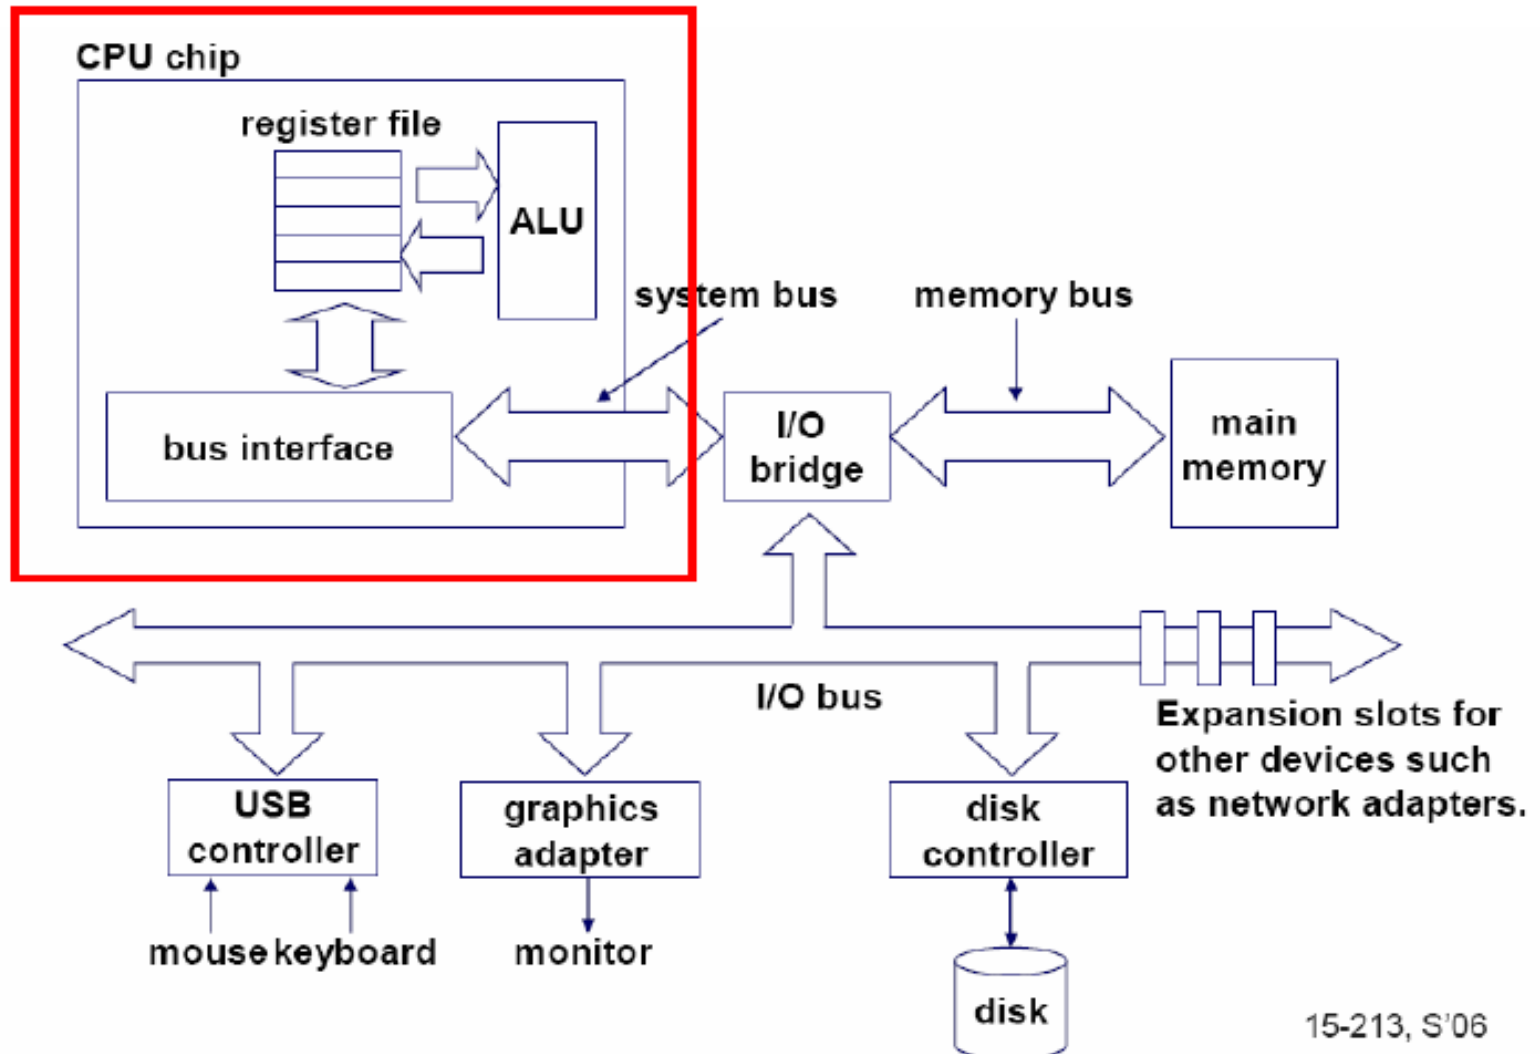 CPU chip
register file
ALU
system bus
memory bus
bus interface
I/O
bridge
main
memory
I/O bus
Expansion slots for
other devices such
as network adapters.
USB
controller
graphics
adapter
disk
controller
mouse keyboard
monitor
disk
15-213, S'06